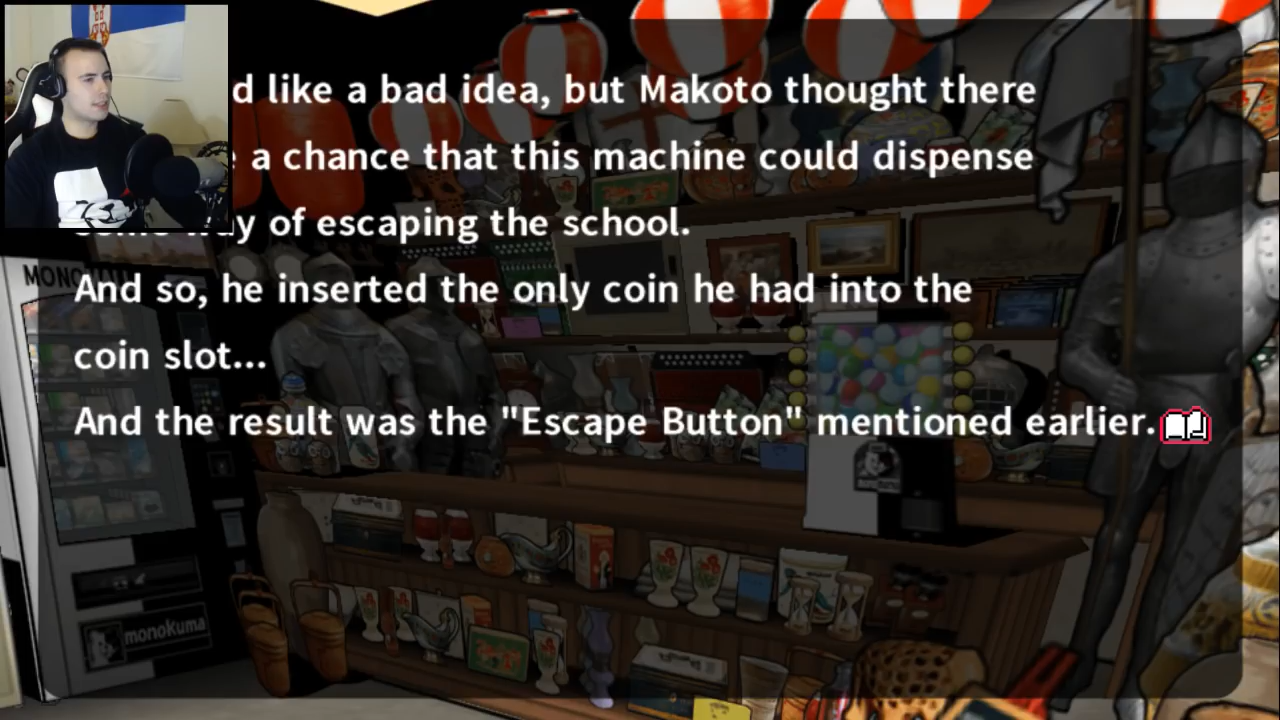 d like a bad idea, but Makoto thought there
a chance that this machine could dispense
way of escaping the school.
And so, he inserted the only coin he had into the
coin slot...
And the result was the "Escape Button" mentioned earlier.
monokuma